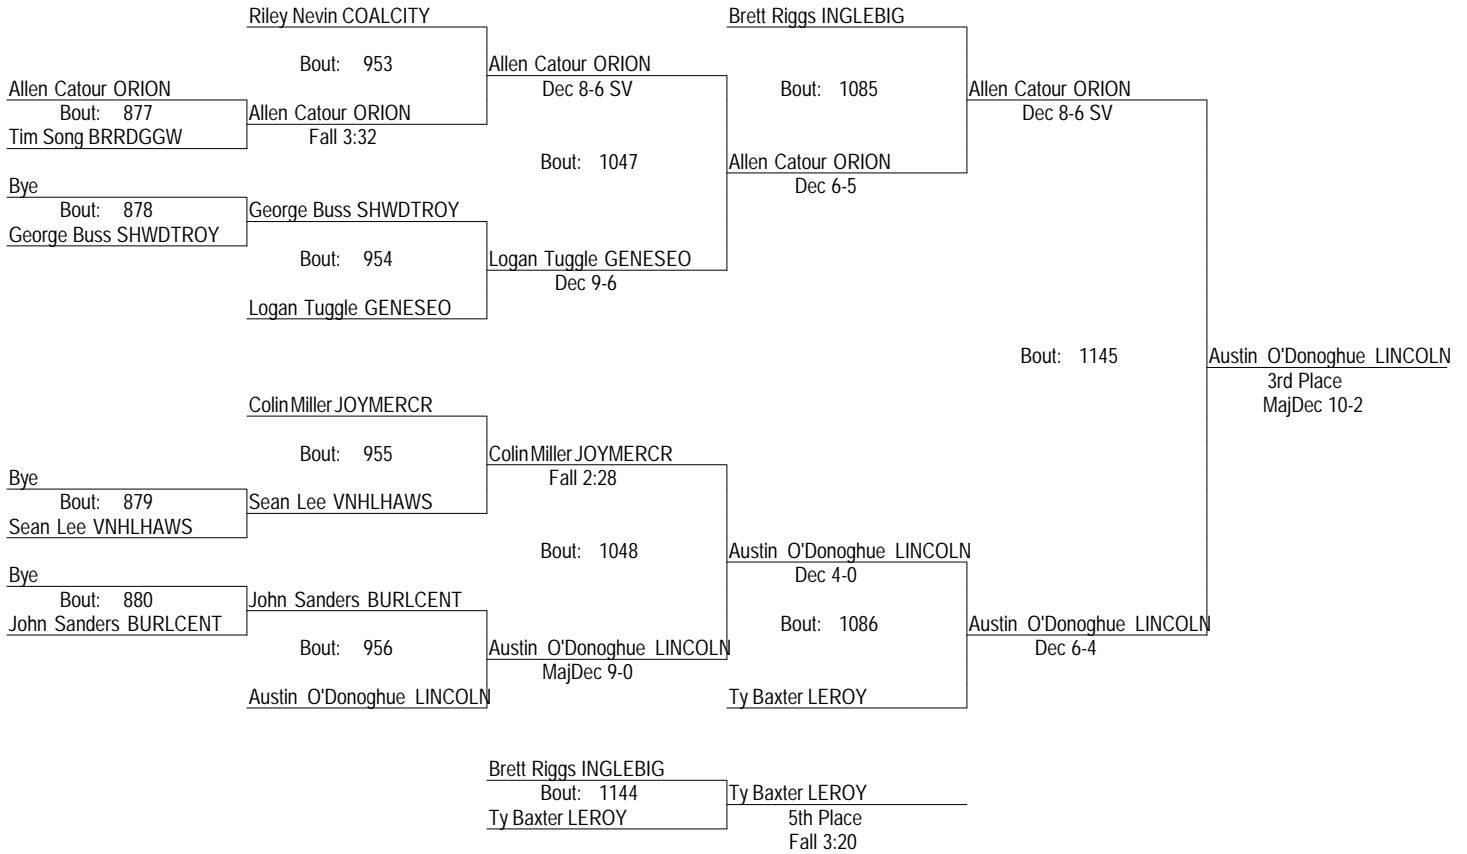 Riley Nevin COALCITY
Brett Riggs INGLEBIG
Bout: 953
Allen Catour ORION
Dec 8-6 SV
Allen Catour ORION
Bout: 877
Tim Song BRRDGGW
Allen Catour ORION
Fall 3:32
Bout: 1085
Allen Catour ORION
Dec 8-6 SV
Bout: 1047
Allen Catour ORION
Dec 6-5
Bye
Bout: 878
George Buss SHWDTROY
George Buss SHWDTROY
Bout: 954
Logan Tuggle GENESEO
Dec 9-6
Logan Tuggle GENESEO
Bout: 1145
Austin O'Donoghue LINCOLN
3rd Place
MajDec 10-2
Colin Miller JOYMERCR
Bout: 955
Colin Miller JOYMERCR
Fall 2:28
Bye
Bout: 879
Sean Lee VNHLHAWS
Sean Lee VNHLHAWS
Bout: 1048
Austin O'Donoghue LINCOLN
Dec 4-0
Bye
Bout: 880
John Sanders BURLCENT
John Sanders BURLCENT
Bout: 956
Austin O'Donoghue LINCOLN
MajDec 9-0
Austin O'Donoghue LINCOLN
Bout: 1086
Austin O'Donoghue LINCOLN
Dec 6-4
Ty Baxter LEROY
Brett Riggs INGLEBIG
Bout: 1144
Ty Baxter LEROY
Ty Baxter LEROY
5th Place
Fall 3:20